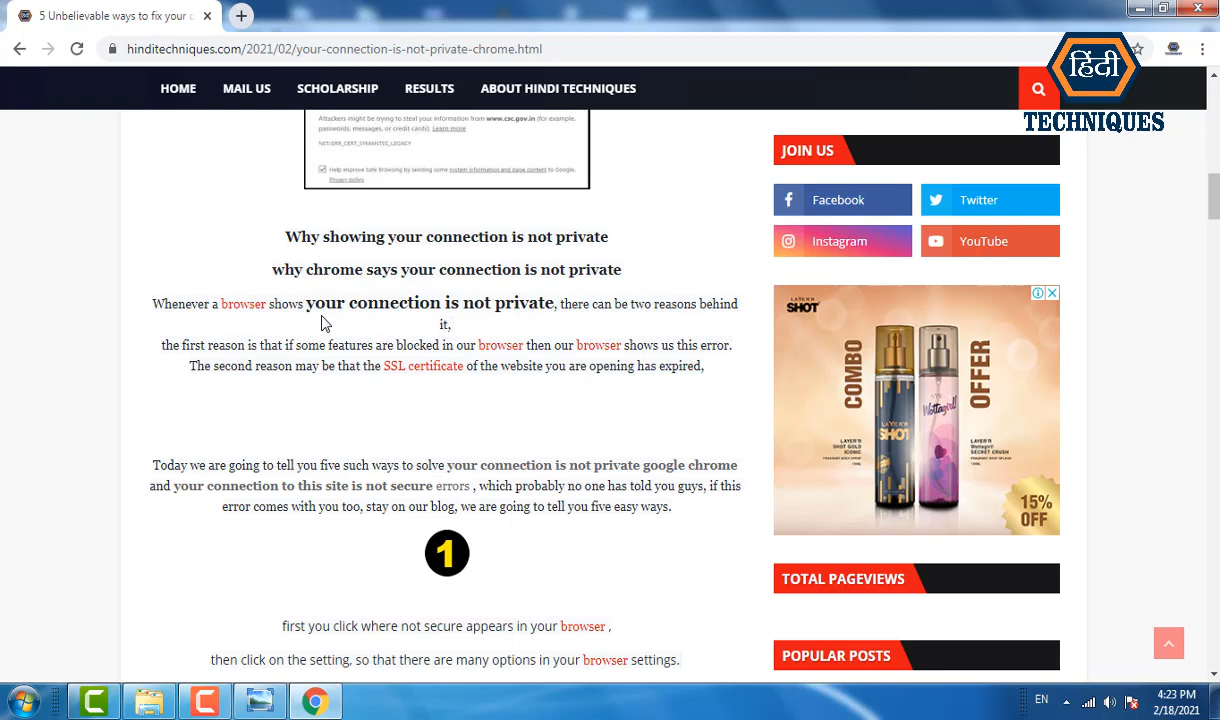 5 Unbelievable ways to fix your c
hinditechniques.com/2021/02/your-connection-is-not-private-chrome.html
हिंदी
TECHNIQUES
HOME MAIL US SCHOLARSHIP RESULTS ABOUT HINDI TECHNIQUES
Attackers might be trying to steal your information from www.csc.gov.in (for example,
passwords, messages, or credit cards). Learn more
NET::ERR_CERT_SYMANTEC_LEGACY
Help improve Safe Browsing by sending some system information and page content to Google.
Privacy policy
Why showing your connection is not private
why chrome says your connection is not private
Whenever a browser shows your connection is not private, there can be two reasons behind
it,
the first reason is that if some features are blocked in our browser then our browser shows us this error.
The second reason may be that the SSL certificate of the website you are opening has expired,
Today we are going to tell you five such ways to solve your connection is not private google chrome
and your connection to this site is not secure errors , which probably no one has told you guys, if this
error comes with you too, stay on our blog, we are going to tell you five easy ways.
1
first you click where not secure appears in your browser ,
then click on the setting, so that there are many options in your browser settings.
JOIN US
Facebook Twitter
Instagram YouTube
LAYER'R
SHOT
COMBO
OFFER
SHOT
Wottagirl!
LAYER'R
SHOT GOLD
ICONIC
LAYER'R
WOTTAGIRL
SECRET CRUSH
15%
OFF
TOTAL PAGEVIEWS
POPULAR POSTS
EN
4:23 PM
2/18/2021